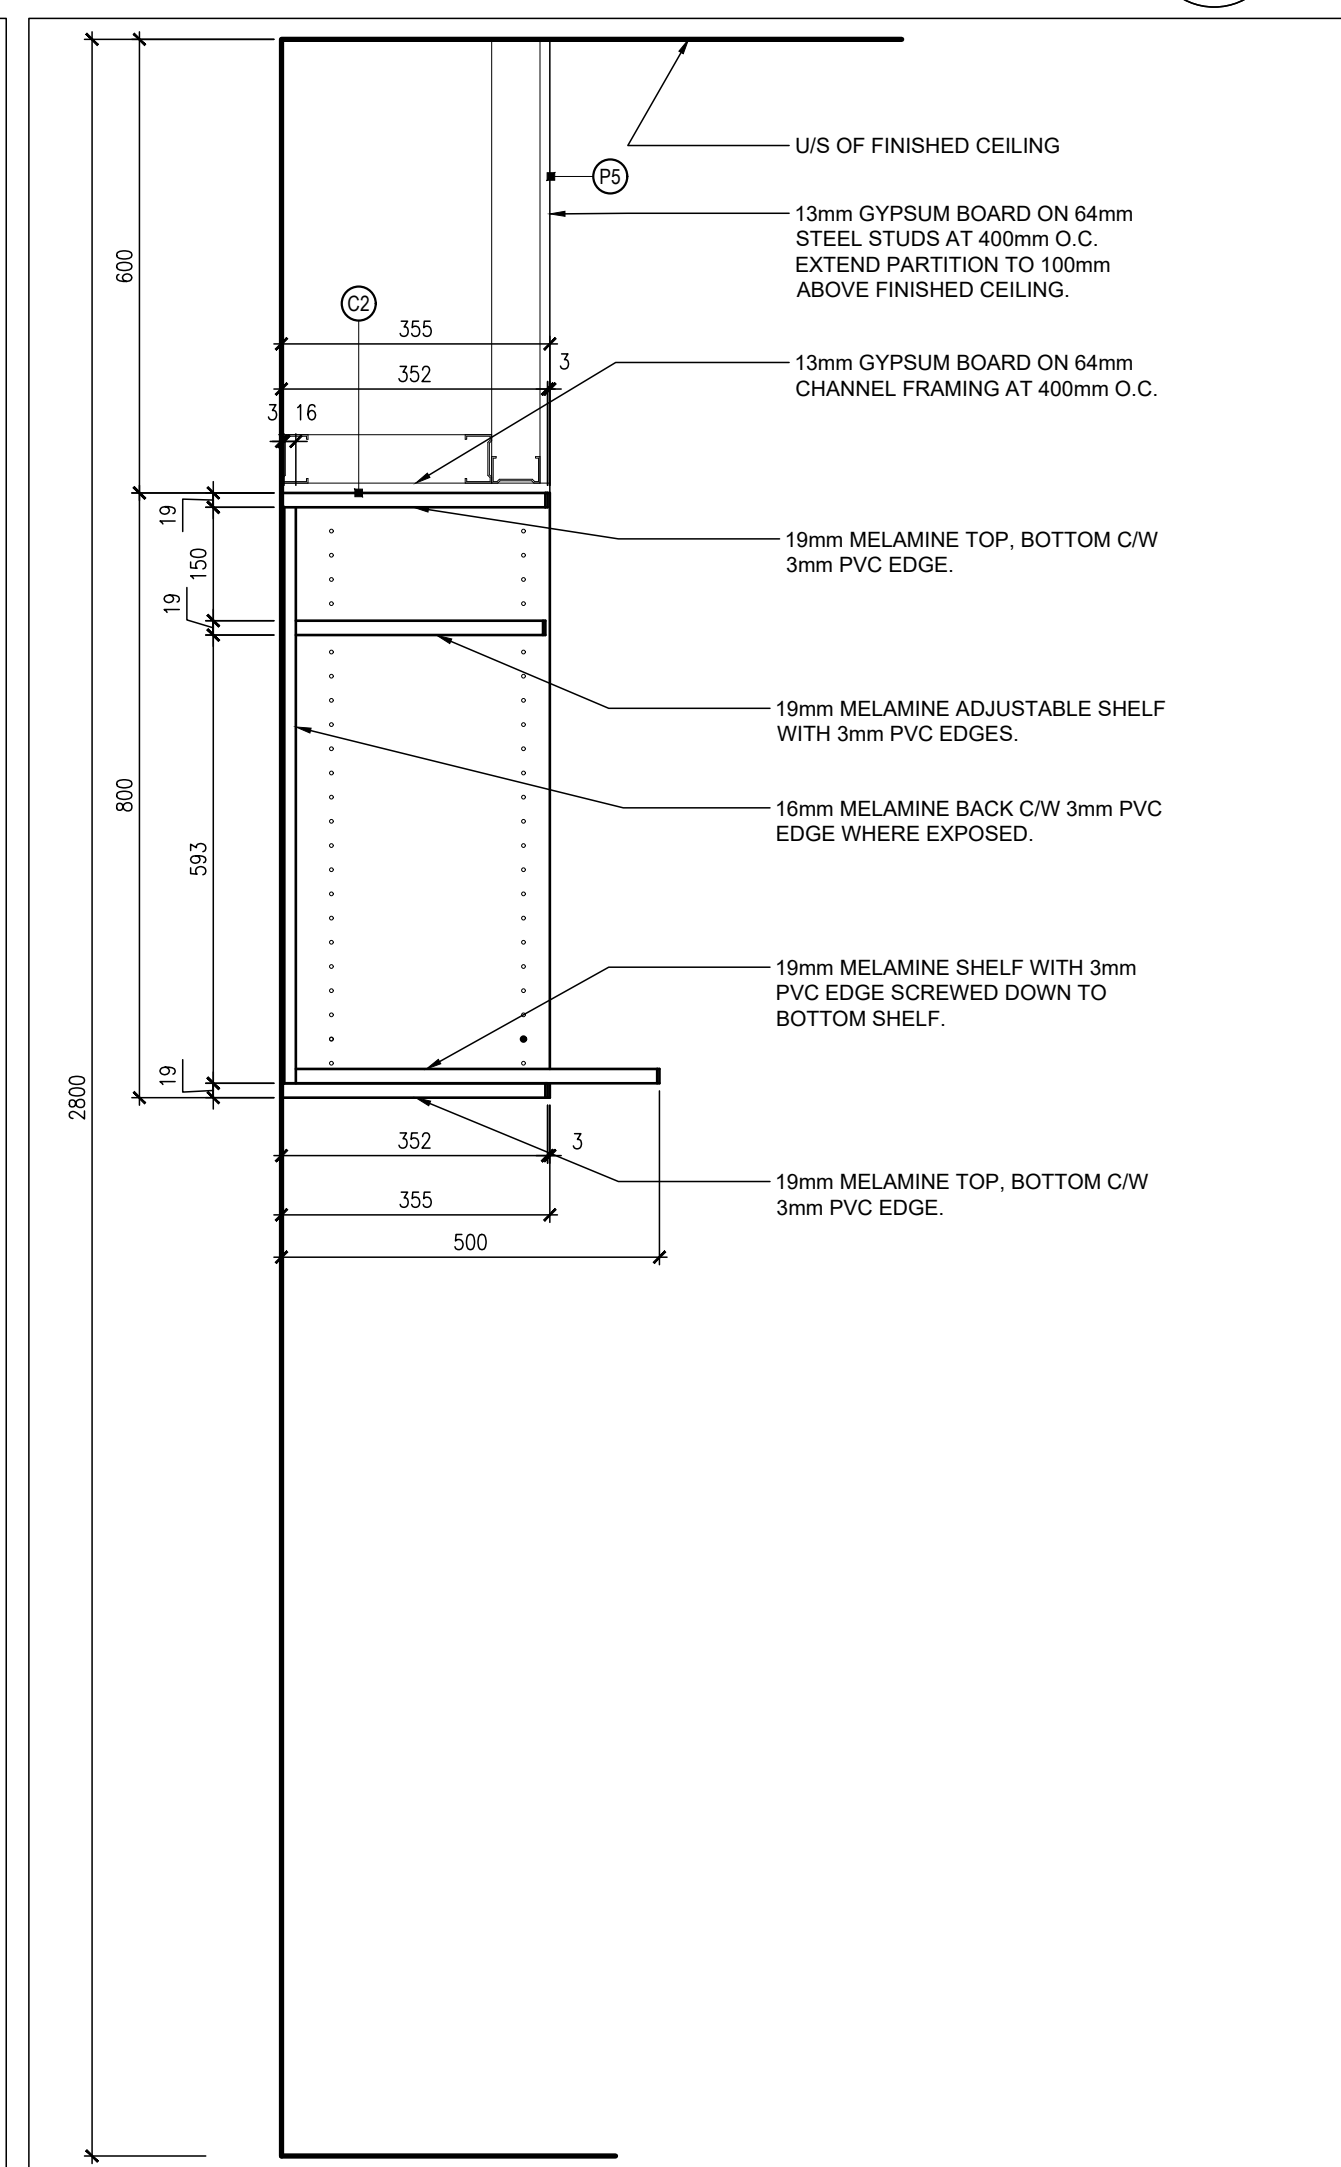 U/S OF FINISHED CEILING
P5
13mm GYPSUM BOARD ON 64mm
STEEL STUDS AT 400mm O.C.
EXTEND PARTITION TO 100mm
ABOVE FINISHED CEILING.
600
C2
355
3
352
13mm GYPSUM BOARD ON 64mm
CHANNEL FRAMING AT 400mm O.C.
3 16
19
150
19
19mm MELAMINE TOP, BOTTOM C/W
3mm PVC EDGE.
19mm MELAMINE ADJUSTABLE SHELF
WITH 3mm PVC EDGES.
800
593
16mm MELAMINE BACK C/W 3mm PVC
EDGE WHERE EXPOSED.
19mm MELAMINE SHELF WITH 3mm
PVC EDGE SCREWED DOWN TO
BOTTOM SHELF.
19
2800
352
3
19mm MELAMINE TOP, BOTTOM C/W
3mm PVC EDGE.
355
500